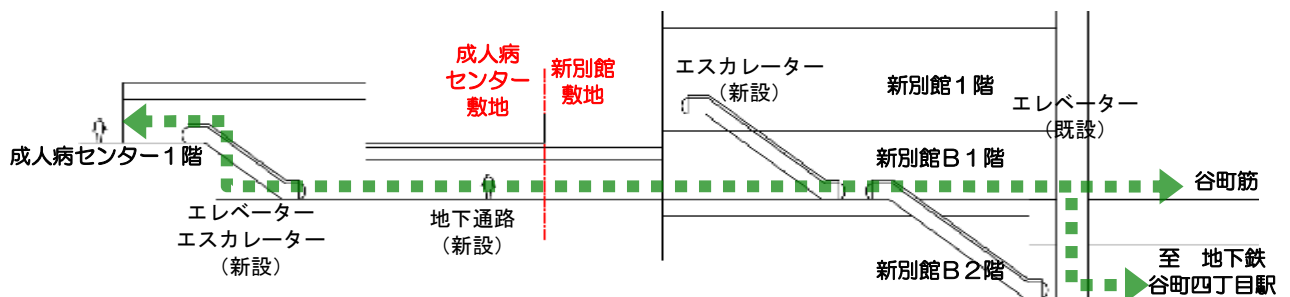 成人病
センター
敷地
新別館
敷地
エスカレーター
（新設）
新別館１階
エレベーター
（既設）
成人病センター１階
新別館Ｂ１階
谷町筋
エレベーター
エスカレーター
（新設）
地下通路
（新設）
新別館Ｂ２階
至　地下鉄
谷町四丁目駅